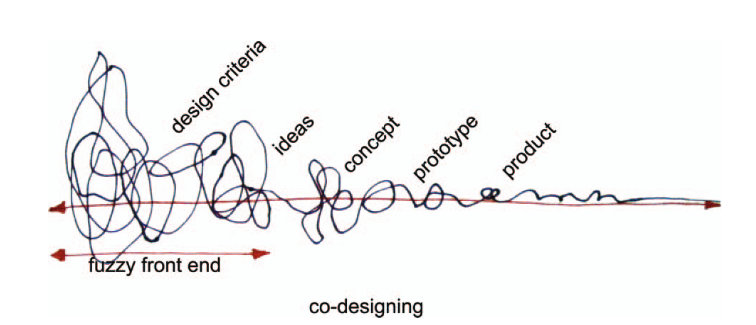 design criteria
ideas
concept
prototype
product
fuzzy front end
co-designing